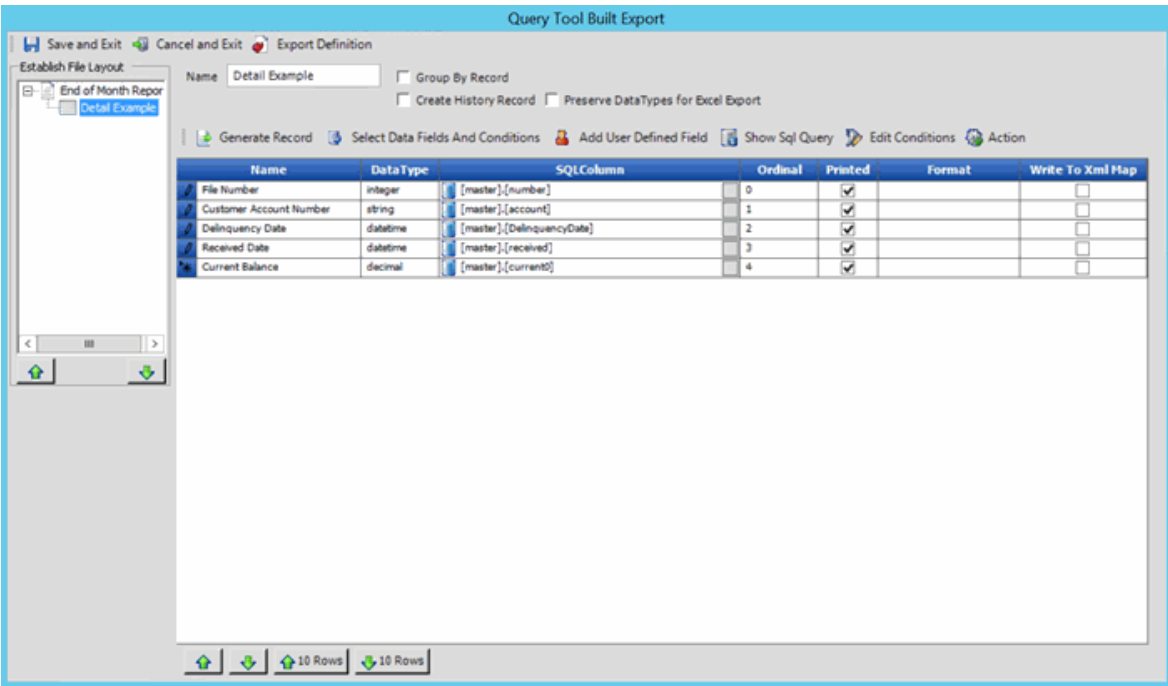 Query Tool Built Export
Save and Exit Cancel and Exit Export Definition
Establish File Layout
End of Month Repor
Detail Example
Name Detail Example Group By Record
Create History Record Preserve DataTypes for Excel Export
Generate Record Select Data Fields And Conditions Add User Defined Field Show Sql Query Edit Conditions Action
Name DataType SQLColumn Ordinal Printed Format Write To Xml Map
File Number integer [master].[number] 0
Customer Account Number string [master].[account] 1
Delinquency Date datetime [master].[DelinquencyDate] 2
Received Date datetime [master].[received] 3
Current Balance decimal [master].[current0] 4
10 Rows 10 Rows